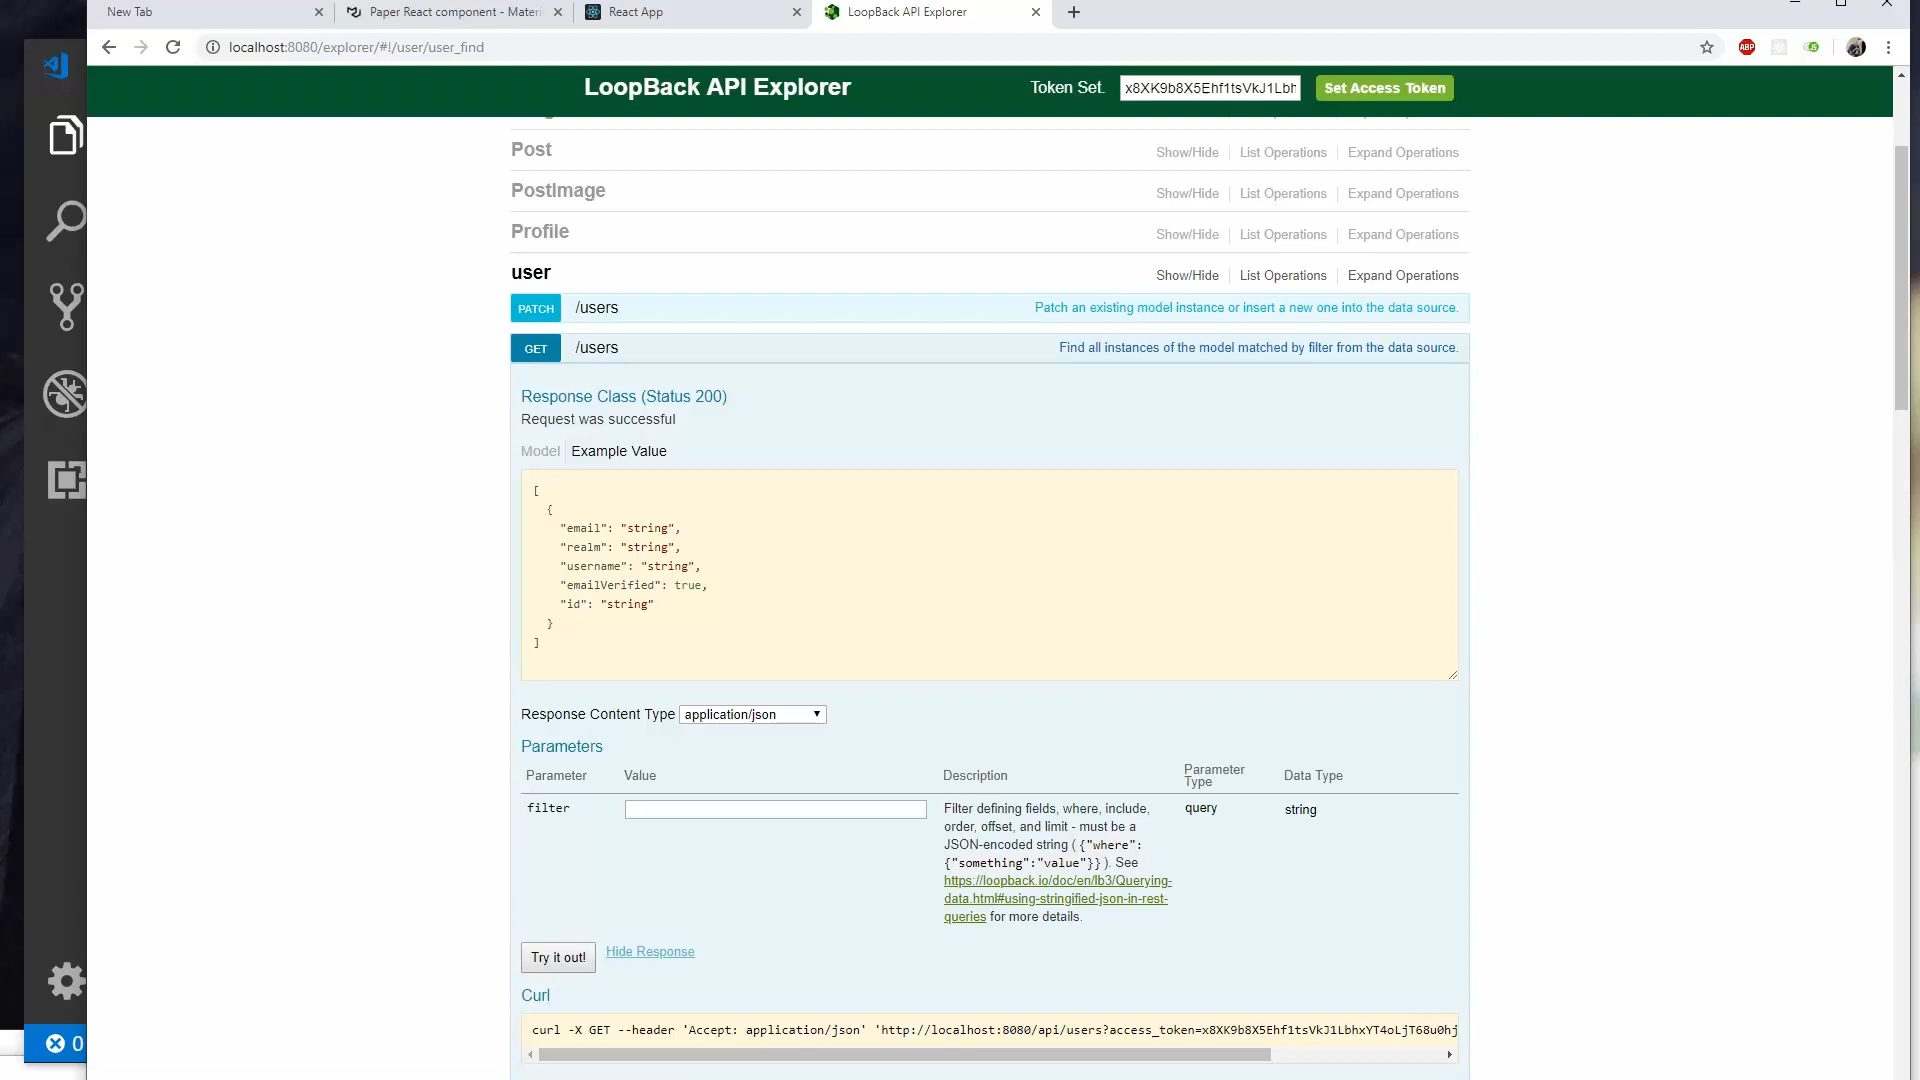 New Tab
Paper React component - Materi
React App
LoopBack API Explorer
localhost:8080/explorer/#!/user/user_find
ABP
LoopBack API Explorer
Token Set.
x8XK9b8X5Ehf1tsVkJ1Lbh
Set Access Token
Post
Show/Hide
List Operations
Expand Operations
PostImage
Show/Hide
List Operations
Expand Operations
Profile
Show/Hide
List Operations
Expand Operations
user
Show/Hide
List Operations
Expand Operations
PATCH
/users
Patch an existing model instance or insert a new one into the data source.
GET
/users
Find all instances of the model matched by filter from the data source.
Response Class (Status 200)
Request was successful
Model
Example Value
[
{
"email": "string",
"realm": "string",
"username": "string",
"emailVerified": true,
"id": "string"
}
]
Response Content Type
application/json
Parameters
Parameter
Value
Description
Parameter
Type
Data Type
filter
Filter defining fields, where, include,
order, offset, and limit - must be a
JSON-encoded string ( {"where":
{"something":"value"}} ). See
https://loopback.io/doc/en/lb3/Querying-
data.html#using-stringified-json-in-rest-
queries for more details.
query
string
Try it out!
Hide Response
Curl
curl -X GET --header 'Accept: application/json' 'http://localhost:8080/api/users?access_token=x8XK9b8X5Ehf1tsVkJ1LbhxYT4oLjT68u0hj
0